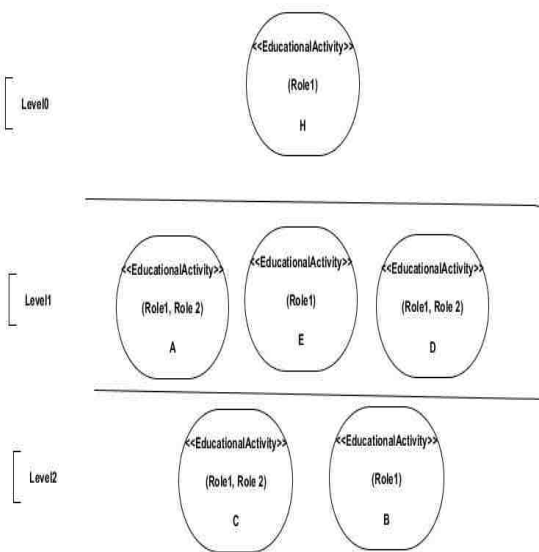 <<EducationalActivity>>
(Role1)
H
Level0
<<EducationalActivity>>
(Role1, Role 2)
A
<<EducationalActivity>>
(Role1)
E
<<EducationalActivity>>
(Role1, Role 2)
D
Level1
<<EducationalActivity>>
(Role1, Role 2)
C
<<EducationalActivity>>
(Role1)
B
Level2